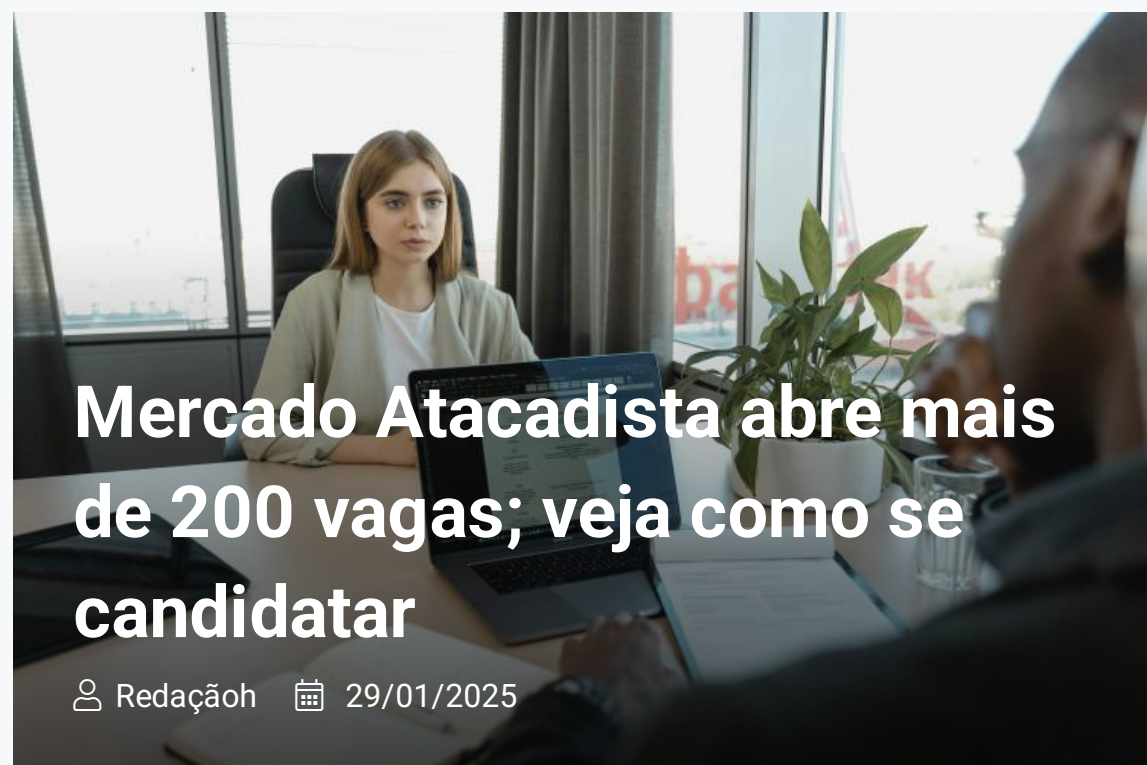 Mercado Atacadista abre mais
de 200 vagas; veja como se
candidatar
Redaçãoh 29/01/2025